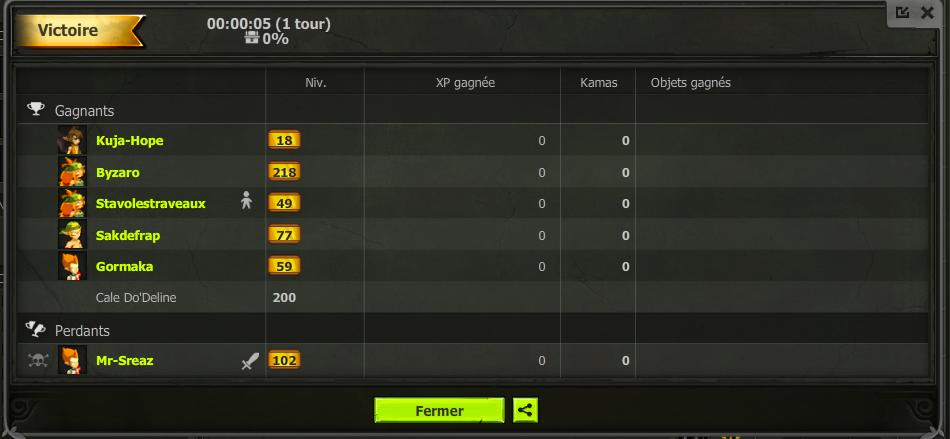 Victoire
00:00:05 (1 tour)
0%
Niv. XP gagnée Kamas Objets gagnés
Gagnants
Kuja-Hope 18 0 0
Byzaro 218 0 0
Stavolestraveaux 49 0 0
Sakdefrap 77 0 0
Gormaka 59 0 0
Cale Do'Deline 200
Perdants
Mr-Sreaz 102 0 0
Fermer